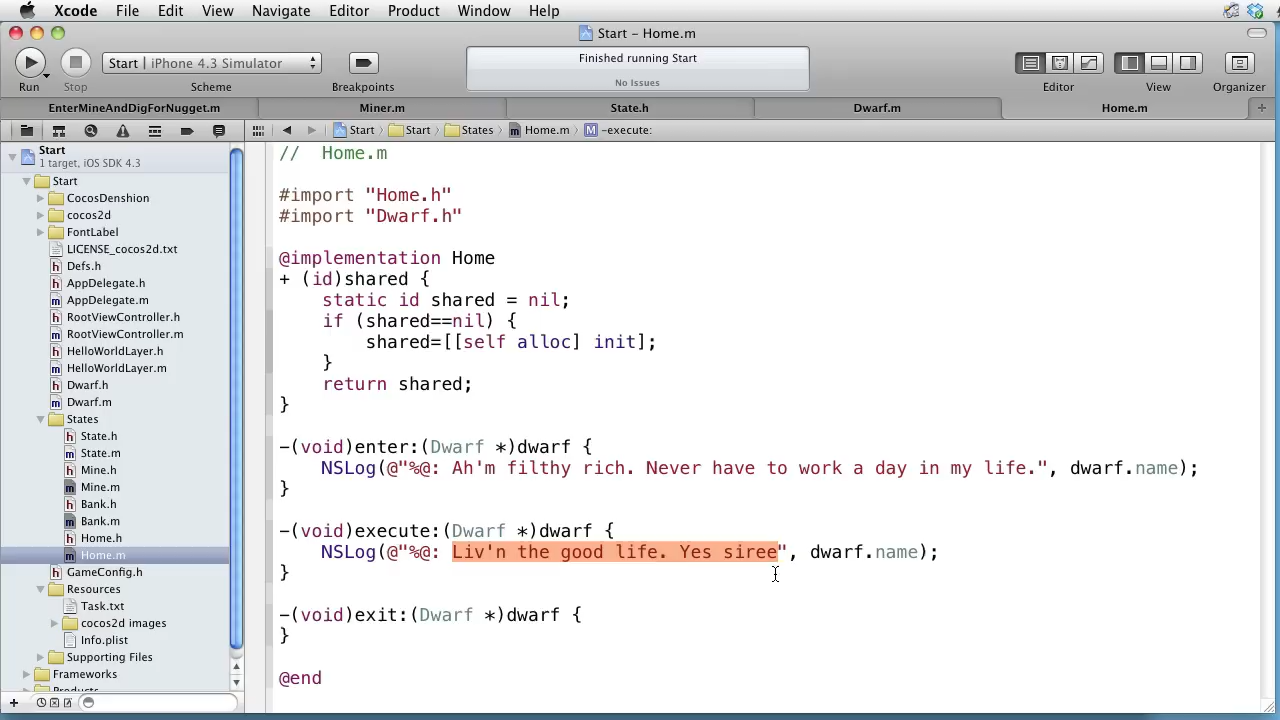 Xcode File Edit View Navigate Editor Product Window Help
Start - Home.m
Start | iPhone 4.3 Simulator
Finished running Start
No Issues
Run Stop Scheme Breakpoints Editor View Organizer
EnterMineAndDigForNugget.m Miner.m State.h Dwarf.m Home.m
Start Start States Home.m M -execute:
Start
1 target, iOS SDK 4.3
Start
CocosDenshion
cocos2d
FontLabel
LICENSE_cocos2d.txt
Defs.h
AppDelegate.h
AppDelegate.m
RootViewController.h
RootViewController.m
HelloWorldLayer.h
HelloWorldLayer.m
Dwarf.h
Dwarf.m
States
State.h
State.m
Mine.h
Mine.m
Bank.h
Bank.m
Home.h
Home.m
GameConfig.h
Resources
Task.txt
cocos2d images
Info.plist
Supporting Files
Frameworks
// Home.m
#import "Home.h"
#import "Dwarf.h"
@implementation Home
+ (id)shared {
static id shared = nil;
if (shared==nil) {
shared=[[self alloc] init];
}
return shared;
}
-(void)enter:(Dwarf *)dwarf {
NSLog(@"%@: Ah'm filthy rich. Never have to work a day in my life.", dwarf.name);
}
-(void)execute:(Dwarf *)dwarf {
NSLog(@"%@: Liv'n the good life. Yes siree", dwarf.name);
}
-(void)exit:(Dwarf *)dwarf {
}
@end